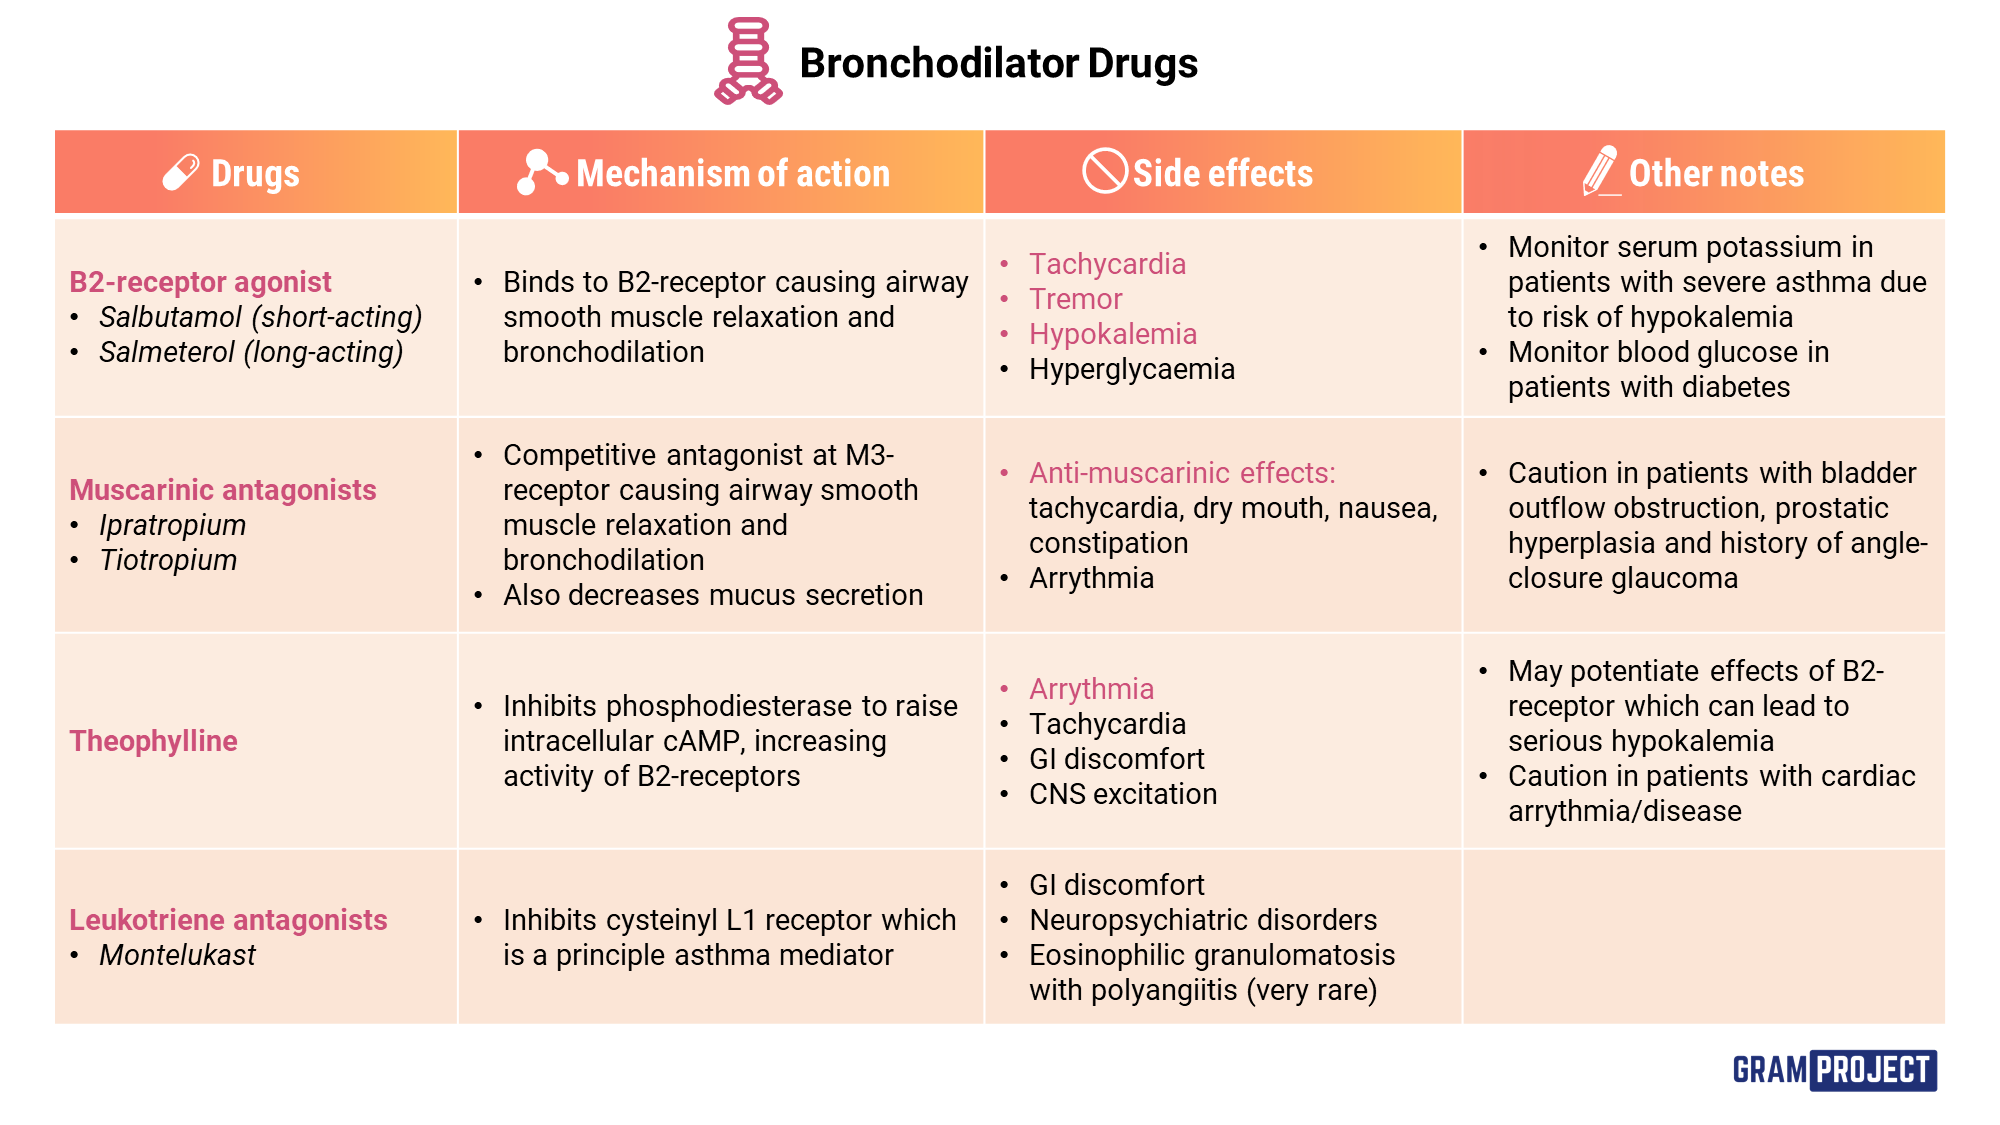 Bronchodilator Drugs
Drugs
Mechanism of action
Side effects
Other notes
B2-receptor agonist
• Salbutamol (short-acting)
• Salmeterol (long-acting)
• Binds to B2-receptor causing airway
smooth muscle relaxation and
bronchodilation
• Tachycardia
• Tremor
• Hypokalemia
• Hyperglycaemia
• Monitor serum potassium in
patients with severe asthma due
to risk of hypokalemia
• Monitor blood glucose in
patients with diabetes
Muscarinic antagonists
• Ipratropium
• Tiotropium
• Competitive antagonist at M3-
receptor causing airway smooth
muscle relaxation and
bronchodilation
• Also decreases mucus secretion
• Anti-muscarinic effects:
tachycardia, dry mouth, nausea,
constipation
• Arrythmia
• Caution in patients with bladder
outflow obstruction, prostatic
hyperplasia and history of angle-
closure glaucoma
Theophylline
• Inhibits phosphodiesterase to raise
intracellular cAMP, increasing
activity of B2-receptors
• Arrythmia
• Tachycardia
• GI discomfort
• CNS excitation
• May potentiate effects of B2-
receptor which can lead to
serious hypokalemia
• Caution in patients with cardiac
arrythmia/disease
Leukotriene antagonists
• Montelukast
• Inhibits cysteinyl L1 receptor which
is a principle asthma mediator
• GI discomfort
• Neuropsychiatric disorders
• Eosinophilic granulomatosis
with polyangiitis (very rare)
GRAM PROJECT